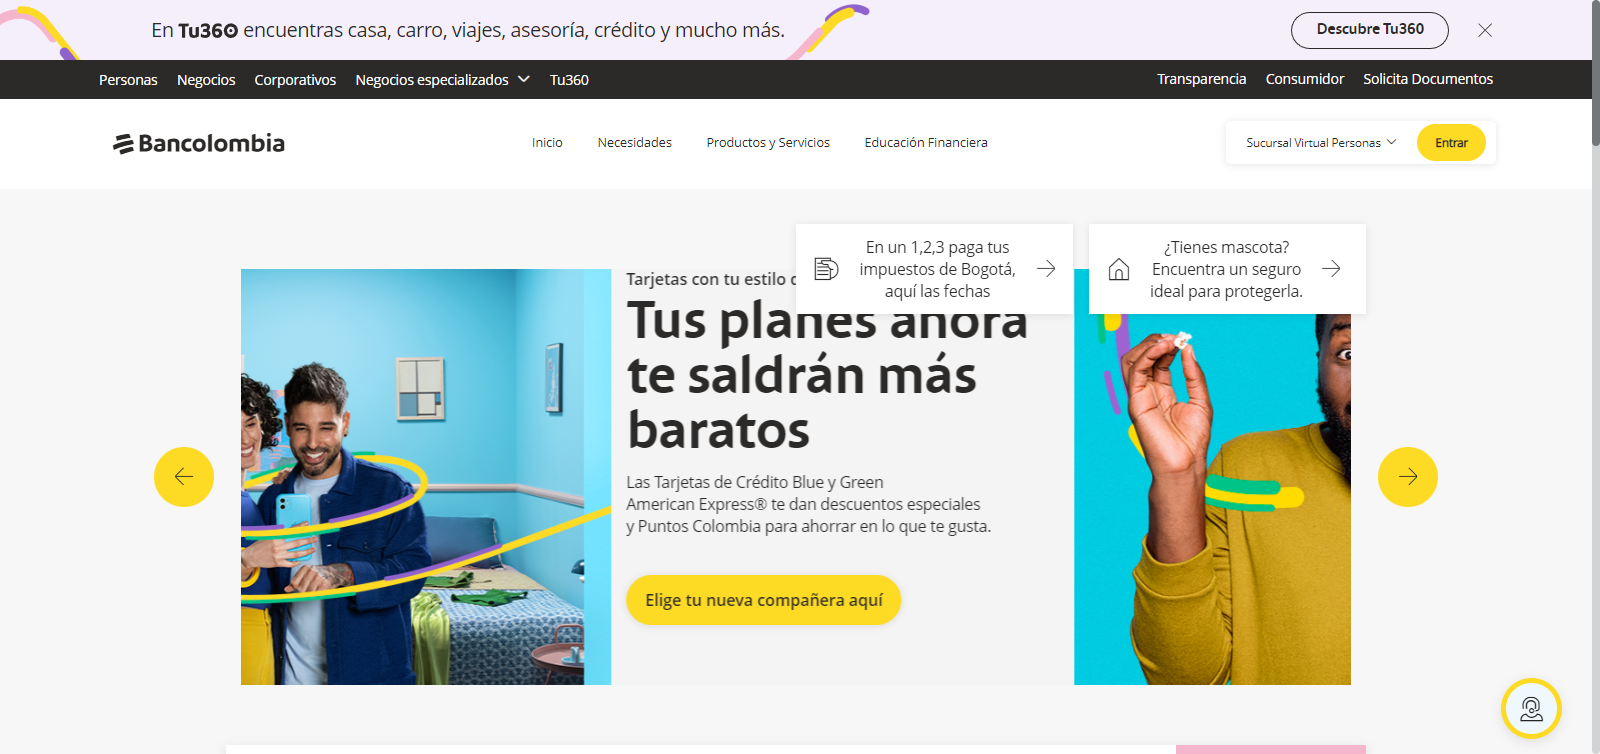 En Tu360 encuentras casa, carro, viajes, asesoría, crédito y mucho más.
Descubre Tu360
Personas
Negocios
Corporativos
Negocios especializados
Tu360
Transparencia
Consumidor
Solicita Documentos
Bancolombia
Inicio
Necesidades
Productos y Servicios
Educación Financiera
Sucursal Virtual Personas
Entrar
En un 1,2,3 paga tus
impuestos de Bogotá,
aquí las fechas
¿Tienes mascota?
Encuentra un seguro
ideal para protegerla.
Tarjetas con tu estilo
Tus planes ahora
te saldrán más
baratos
Las Tarjetas de Crédito Blue y Green
American Express® te dan descuentos especiales
y Puntos Colombia para ahorrar en lo que te gusta.
Elige tu nueva compañera aquí